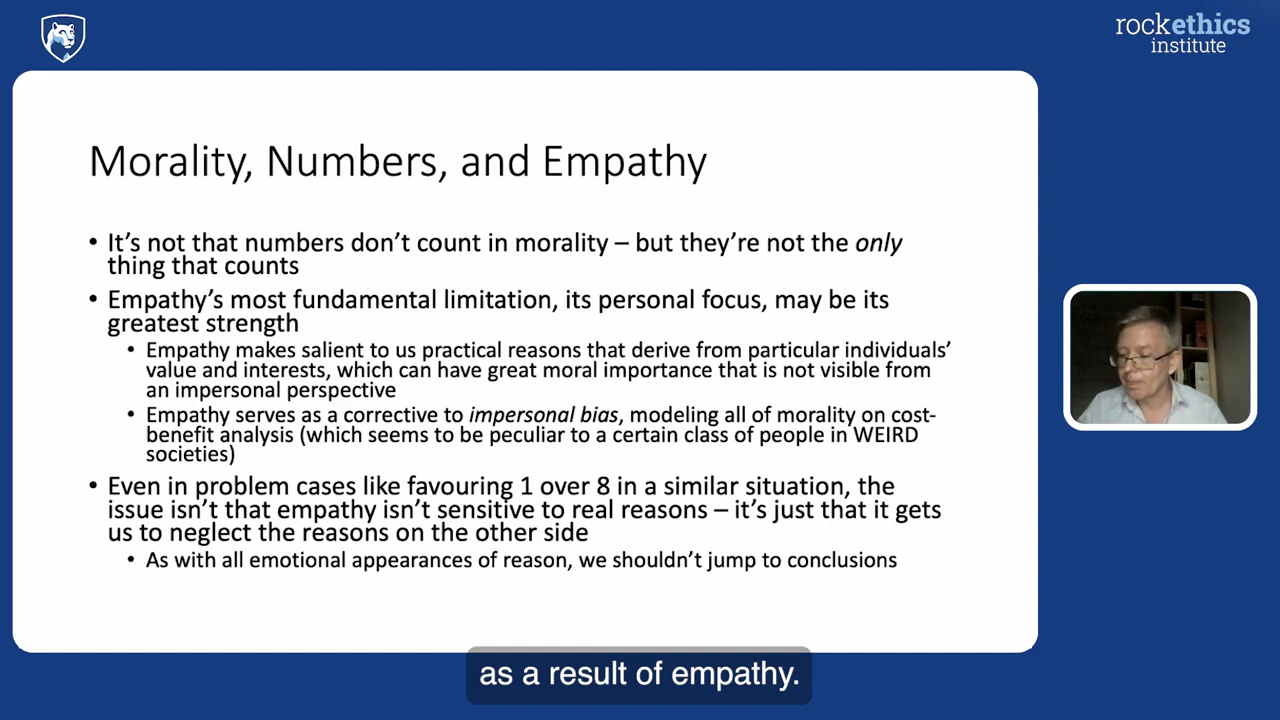 rockethics
institute
Morality, Numbers, and Empathy
• It’s not that numbers don’t count in morality – but they’re not the only
thing that counts
• Empathy’s most fundamental limitation, its personal focus, may be its
greatest strength
• Empathy makes salient to us practical reasons that derive from particular individuals’
value and interests, which can have great moral importance that is not visible from
an impersonal perspective
• Empathy serves as a corrective to impersonal bias, modeling all of morality on cost-
benefit analysis (which seems to be peculiar to a certain class of people in WEIRD
societies)
• Even in problem cases like favouring 1 over 8 in a similar situation, the
issue isn’t that empathy isn’t sensitive to real reasons – it’s just that it gets
us to neglect the reasons on the other side
• As with all emotional appearances of reason, we shouldn’t jump to conclusions
as a result of empathy.